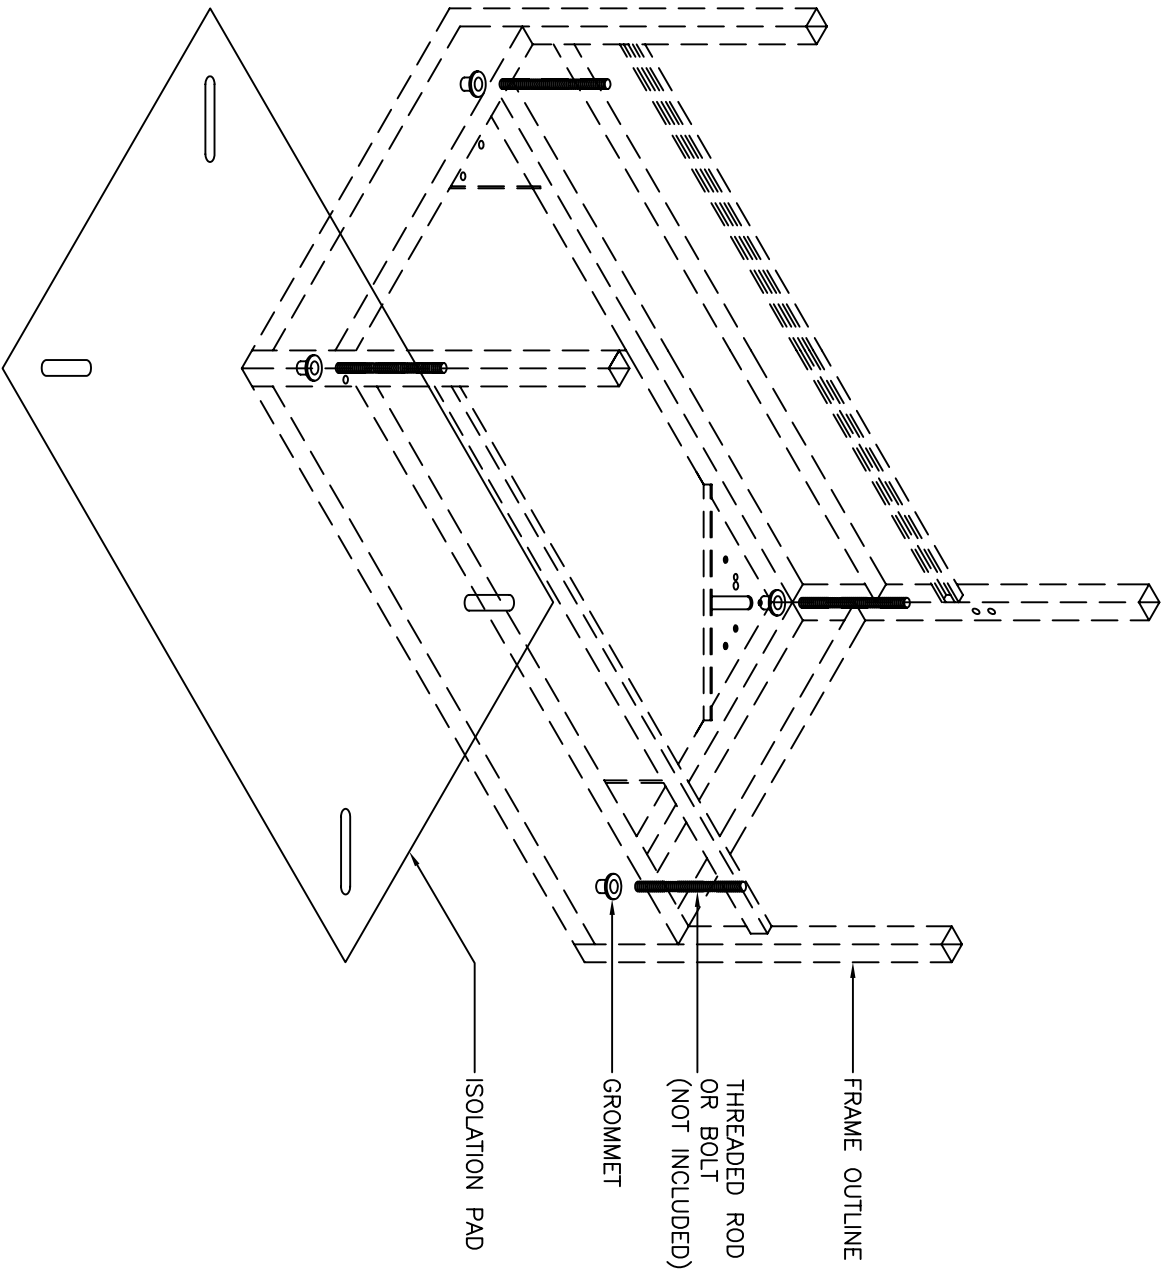 FRAME OUTLINE
THREADED ROD
OR BOLT
(NOT INCLUDED)
GROMMET
ISOLATION PAD